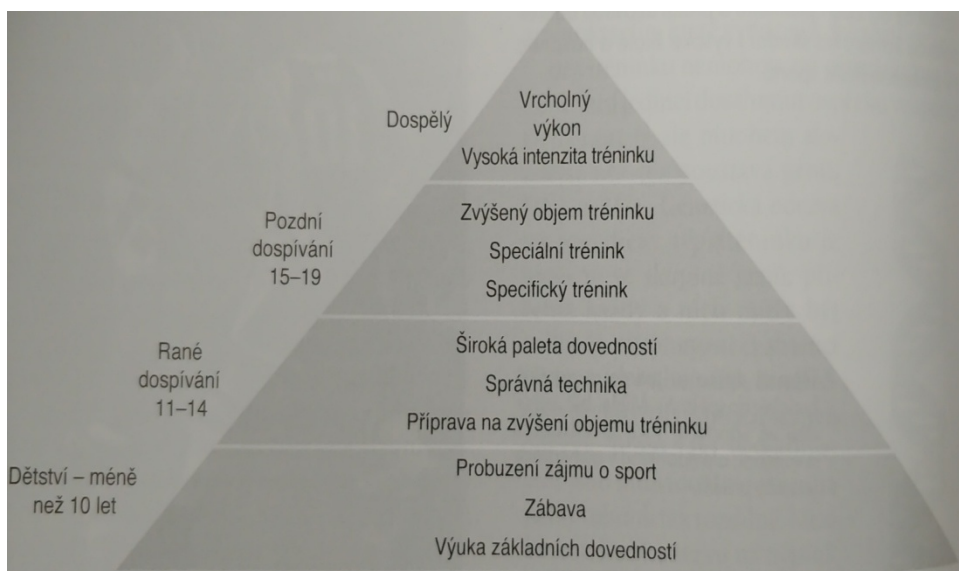 Dospělý
Vrcholný
výkon
Vysoká intenzita tréninku
Pozdní
dospívání
15–19
Zvýšený objem tréninku
Speciální trénink
Specifický trénink
Rané
dospívání
11–14
Široká paleta dovedností
Správná technika
Příprava na zvýšení objemu tréninku
Dětství – méně
než 10 let
Probuzení zájmu o sport
Zábava
Výuka základních dovedností